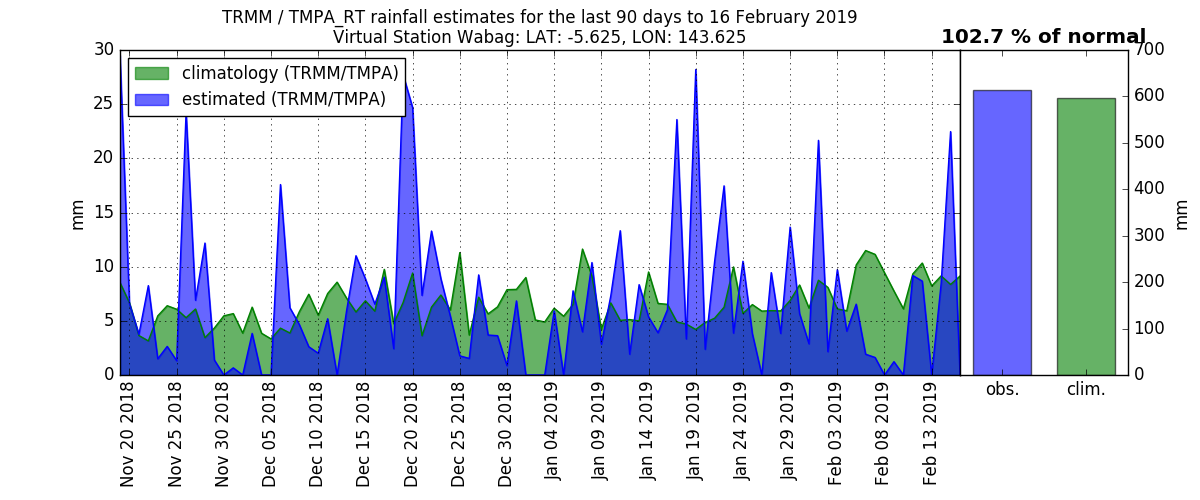 TRMM / TMPA_RT rainfall estimates for the last 90 days to 16 February 2019
Virtual Station Wabag: LAT: -5.625, LON: 143.625
102.7 % of normal
climatology (TRMM/TMPA)
estimated (TRMM/TMPA)
30
25
20
15
10
5
0
mm
Nov 20 2018
Nov 25 2018
Nov 30 2018
Dec 05 2018
Dec 10 2018
Dec 15 2018
Dec 20 2018
Dec 25 2018
Dec 30 2018
Jan 04 2019
Jan 09 2019
Jan 14 2019
Jan 19 2019
Jan 24 2019
Jan 29 2019
Feb 03 2019
Feb 08 2019
Feb 13 2019
700
600
500
400
300
200
100
0
mm
obs.
clim.